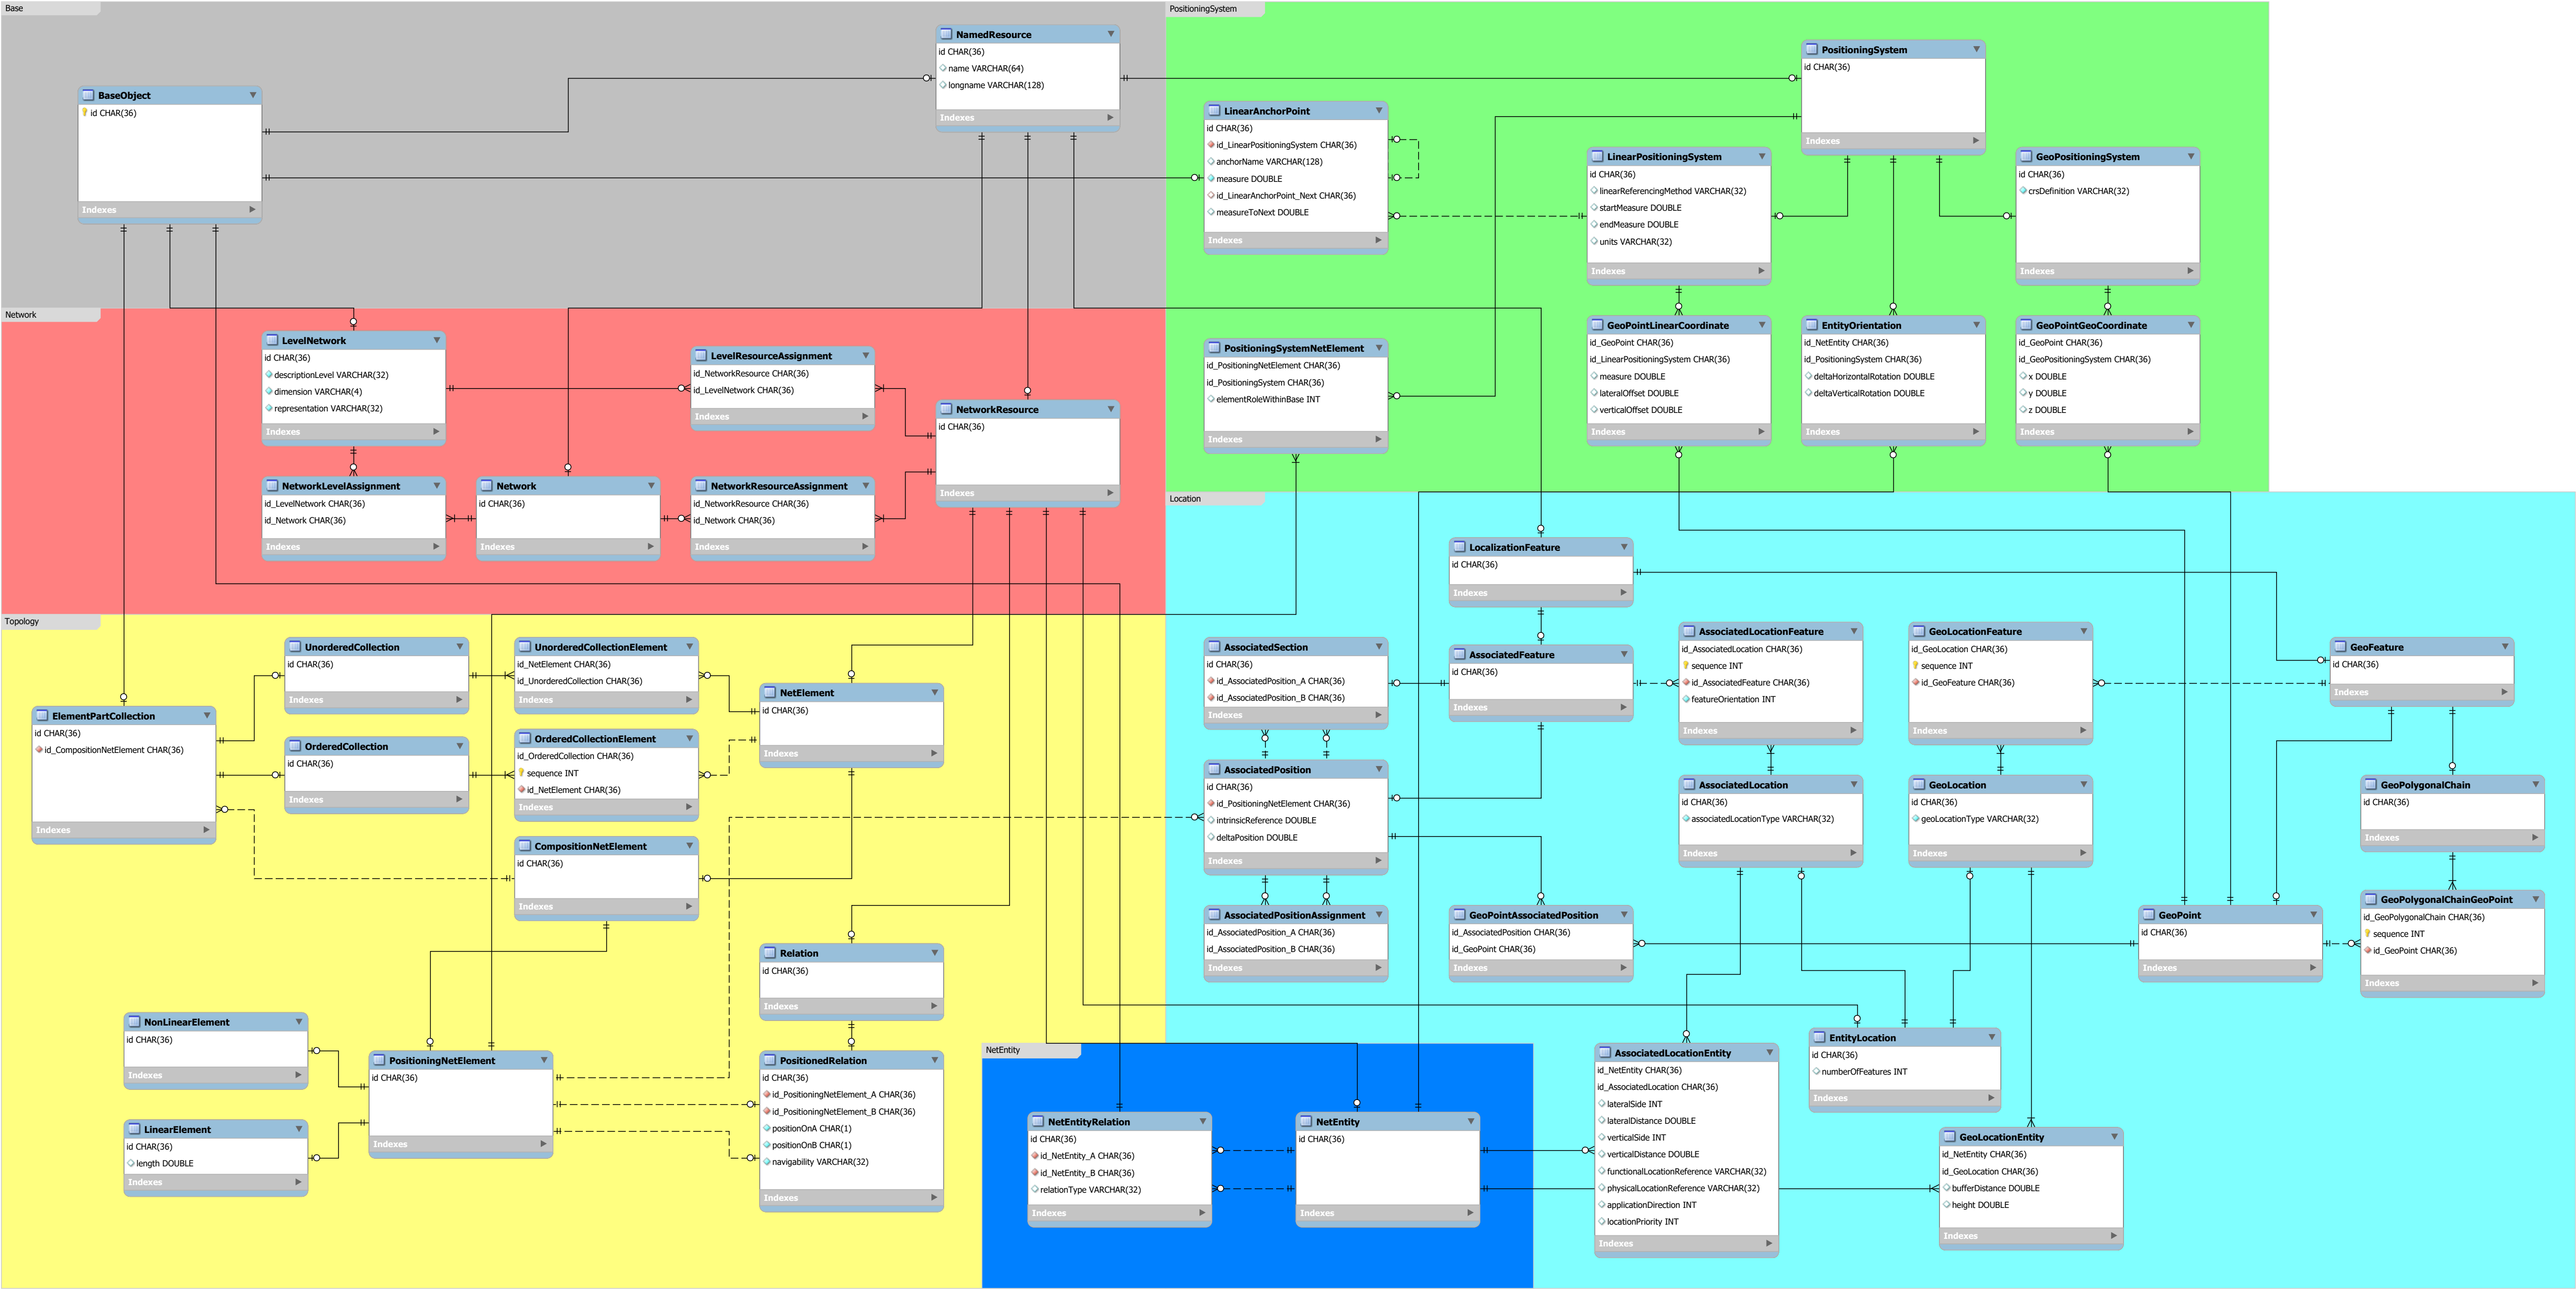 Base
NamedResource
id CHAR(36)
name VARCHAR(64)
longname VARCHAR(128)
Indexes
BaseObject
id CHAR(36)
Indexes
PositioningSystem
PositioningSystem
id CHAR(36)
Indexes
LinearAnchorPoint
id CHAR(36)
id_LinearPositioningSystem CHAR(36)
anchorName VARCHAR(128)
measure DOUBLE
id_LinearAnchorPoint_Next CHAR(36)
measureToNext DOUBLE
Indexes
LinearPositioningSystem
id CHAR(36)
linearReferencingMethod VARCHAR(32)
startMeasure DOUBLE
endMeasure DOUBLE
units VARCHAR(32)
Indexes
GeoPositioningSystem
id CHAR(36)
crsDefinition VARCHAR(32)
Indexes
PositioningSystemNetElement
id_PositioningNetElement CHAR(36)
id_PositioningSystem CHAR(36)
elementRoleWithinBase INT
Indexes
GeoPointLinearCoordinate
id_GeoPoint CHAR(36)
id_LinearPositioningSystem CHAR(36)
measure DOUBLE
lateralOffset DOUBLE
verticalOffset DOUBLE
Indexes
EntityOrientation
id_NetEntity CHAR(36)
id_PositioningSystem CHAR(36)
deltaHorizontalRotation DOUBLE
deltaVerticalRotation DOUBLE
Indexes
GeoPointGeoCoordinate
id_GeoPoint CHAR(36)
id_GeoPositioningSystem CHAR(36)
x DOUBLE
y DOUBLE
z DOUBLE
Indexes
Network
LevelNetwork
id CHAR(36)
descriptionLevel VARCHAR(32)
dimension VARCHAR(4)
representation VARCHAR(32)
Indexes
LevelResourceAssignment
id_NetworkResource CHAR(36)
id_LevelNetwork CHAR(36)
Indexes
NetworkResource
id CHAR(36)
Indexes
NetworkLevelAssignment
id_LevelNetwork CHAR(36)
id_Network CHAR(36)
Indexes
Network
id CHAR(36)
Indexes
NetworkResourceAssignment
id_NetworkResource CHAR(36)
id_Network CHAR(36)
Indexes
Topology
UnorderedCollection
id CHAR(36)
Indexes
UnorderedCollectionElement
id_NetElement CHAR(36)
id_UnorderedCollection CHAR(36)
Indexes
NetElement
id CHAR(36)
Indexes
ElementPartCollection
id CHAR(36)
id_CompositionNetElement CHAR(36)
Indexes
OrderedCollection
id CHAR(36)
Indexes
OrderedCollectionElement
id_OrderedCollection CHAR(36)
sequence INT
id_NetElement CHAR(36)
Indexes
CompositionNetElement
id CHAR(36)
Indexes
Relation
id CHAR(36)
Indexes
NonLinearElement
id CHAR(36)
Indexes
PositioningNetElement
id CHAR(36)
Indexes
PositionedRelation
id CHAR(36)
id_PositioningNetElement_A CHAR(36)
id_PositioningNetElement_B CHAR(36)
positionOnA CHAR(1)
positionOnB CHAR(1)
navigability VARCHAR(32)
Indexes
LinearElement
id CHAR(36)
length DOUBLE
Indexes
Location
LocalizationFeature
id CHAR(36)
Indexes
AssociatedSection
id CHAR(36)
id_AssociatedPosition_A CHAR(36)
id_AssociatedPosition_B CHAR(36)
Indexes
AssociatedFeature
id CHAR(36)
Indexes
AssociatedLocationFeature
id_AssociatedLocation CHAR(36)
sequence INT
id_AssociatedFeature CHAR(36)
featureOrientation INT
Indexes
GeoLocationFeature
id_GeoLocation CHAR(36)
sequence INT
id_GeoFeature CHAR(36)
Indexes
GeoFeature
id CHAR(36)
Indexes
AssociatedPosition
id CHAR(36)
id_PositioningNetElement CHAR(36)
intrinsicReference DOUBLE
deltaPosition DOUBLE
Indexes
AssociatedLocation
id CHAR(36)
associatedLocationType VARCHAR(32)
Indexes
GeoLocation
id CHAR(36)
geoLocationType VARCHAR(32)
Indexes
GeoPolygonalChain
id CHAR(36)
Indexes
AssociatedPositionAssignment
id_AssociatedPosition_A CHAR(36)
id_AssociatedPosition_B CHAR(36)
Indexes
GeoPointAssociatedPosition
id_AssociatedPosition CHAR(36)
id_GeoPoint CHAR(36)
Indexes
GeoPoint
id CHAR(36)
Indexes
GeoPolygonalChainGeoPoint
id_GeoPolygonalChain CHAR(36)
sequence INT
id_GeoPoint CHAR(36)
Indexes
EntityLocation
id CHAR(36)
numberOfFeatures INT
Indexes
AssociatedLocationEntity
id_NetEntity CHAR(36)
id_AssociatedLocation CHAR(36)
lateralSide INT
lateralDistance DOUBLE
verticalSide INT
verticalDistance DOUBLE
functionalLocationReference VARCHAR(32)
physicalLocationReference VARCHAR(32)
applicationDirection INT
locationPriority INT
Indexes
GeoLocationEntity
id_NetEntity CHAR(36)
id_GeoLocation CHAR(36)
bufferDistance DOUBLE
height DOUBLE
Indexes
NetEntity
NetEntityRelation
id CHAR(36)
id_NetEntity_A CHAR(36)
id_NetEntity_B CHAR(36)
relationType VARCHAR(32)
Indexes
NetEntity
id CHAR(36)
Indexes